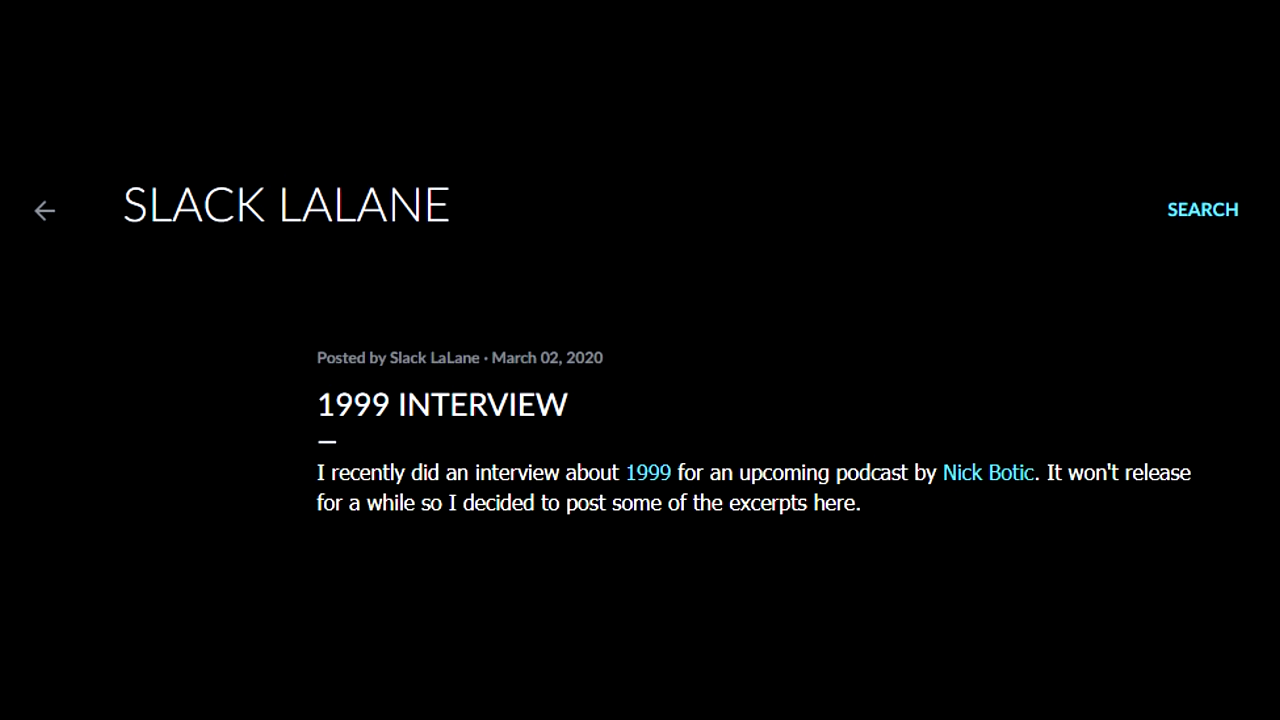 SLACK LALANE
SEARCH
Posted by Slack LaLane · March 02, 2020
1999 INTERVIEW
I recently did an interview about 1999 for an upcoming podcast by Nick Botic. It won't release
for a while so I decided to post some of the excerpts here.